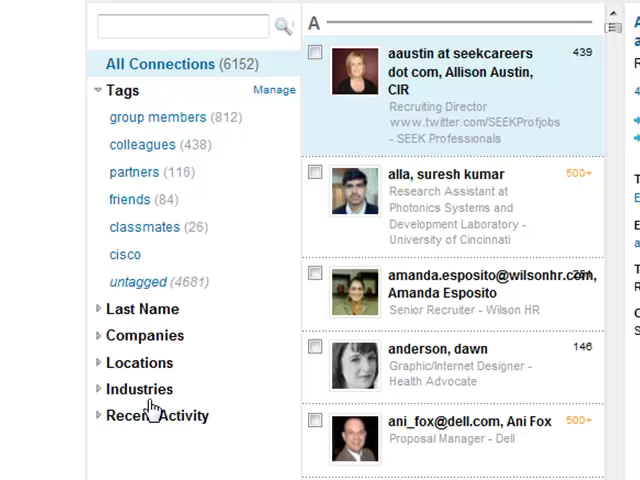 A
All Connections (6152)
Tags Manage
group members (812)
colleagues (438)
partners (116)
friends (84)
classmates (26)
cisco
untagged (4681)
Last Name
Companies
Locations
Industries
Recent Activity
aaustin at seekcareers 439
dot com, Allison Austin,
CIR
Recruiting Director
www.twitter.com/SEEKProfjobs
- SEEK Professionals
alla, suresh kumar 500+
Research Assistant at
Photonics Systems and
Development Laboratory -
University of Cincinnati
amanda.esposito@wilsonhr.com,
Amanda Esposito
Senior Recruiter - Wilson HR
anderson, dawn 146
Graphic/Internet Designer -
Health Advocate
ani_fox@dell.com, Ani Fox 500+
Proposal Manager - Dell